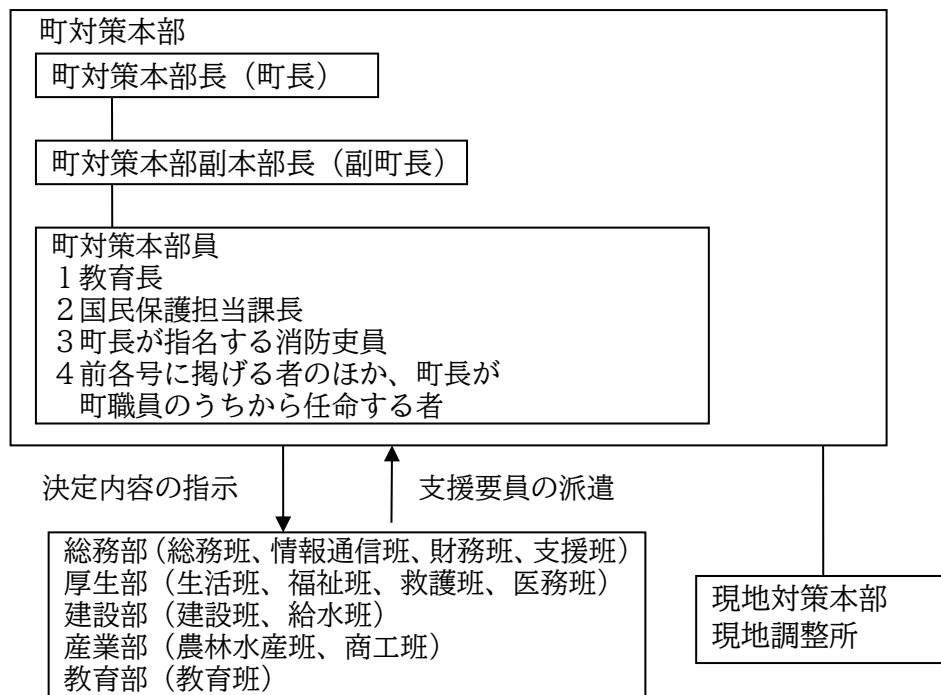 町対策本部
町対策本部長（町長）
町対策本部副本部長（副町長）
町対策本部員
１教育長
２国民保護担当課長
３町長が指名する消防吏員
４前各号に掲げる者のほか、町長が
町職員のうちから任命する者
決定内容の指示
支援要員の派遣
総務部（総務班、情報通信班、財務班、支援班）
厚生部（生活班、福祉班、救護班、医務班）
建設部（建設班、給水班）
産業部（農林水産班、商工班）
教育部（教育班）
現地対策本部
現地調整所